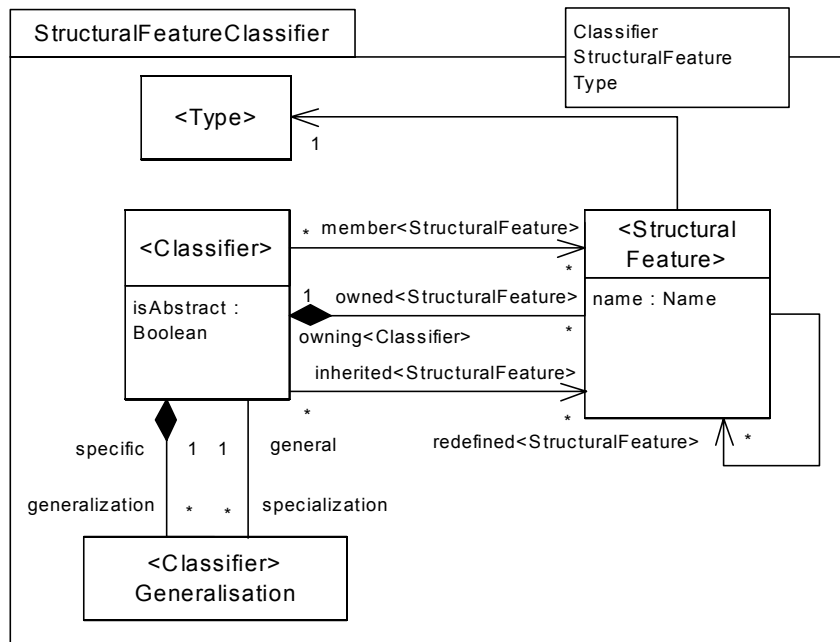 StructuralFeatureClassifier
Classifier
StructuralFeature
Type
<Type>
1
<Classifier>
* member<StructuralFeature>
*
<Structural
Feature>
isAbstract :
Boolean
1 owned<StructuralFeature>
owning<Classifier>
*
name : Name
inherited<StructuralFeature>
*
*
redefined<StructuralFeature>
*
specific 1 1 general
generalization * * specialization
<Classifier>
Generalisation